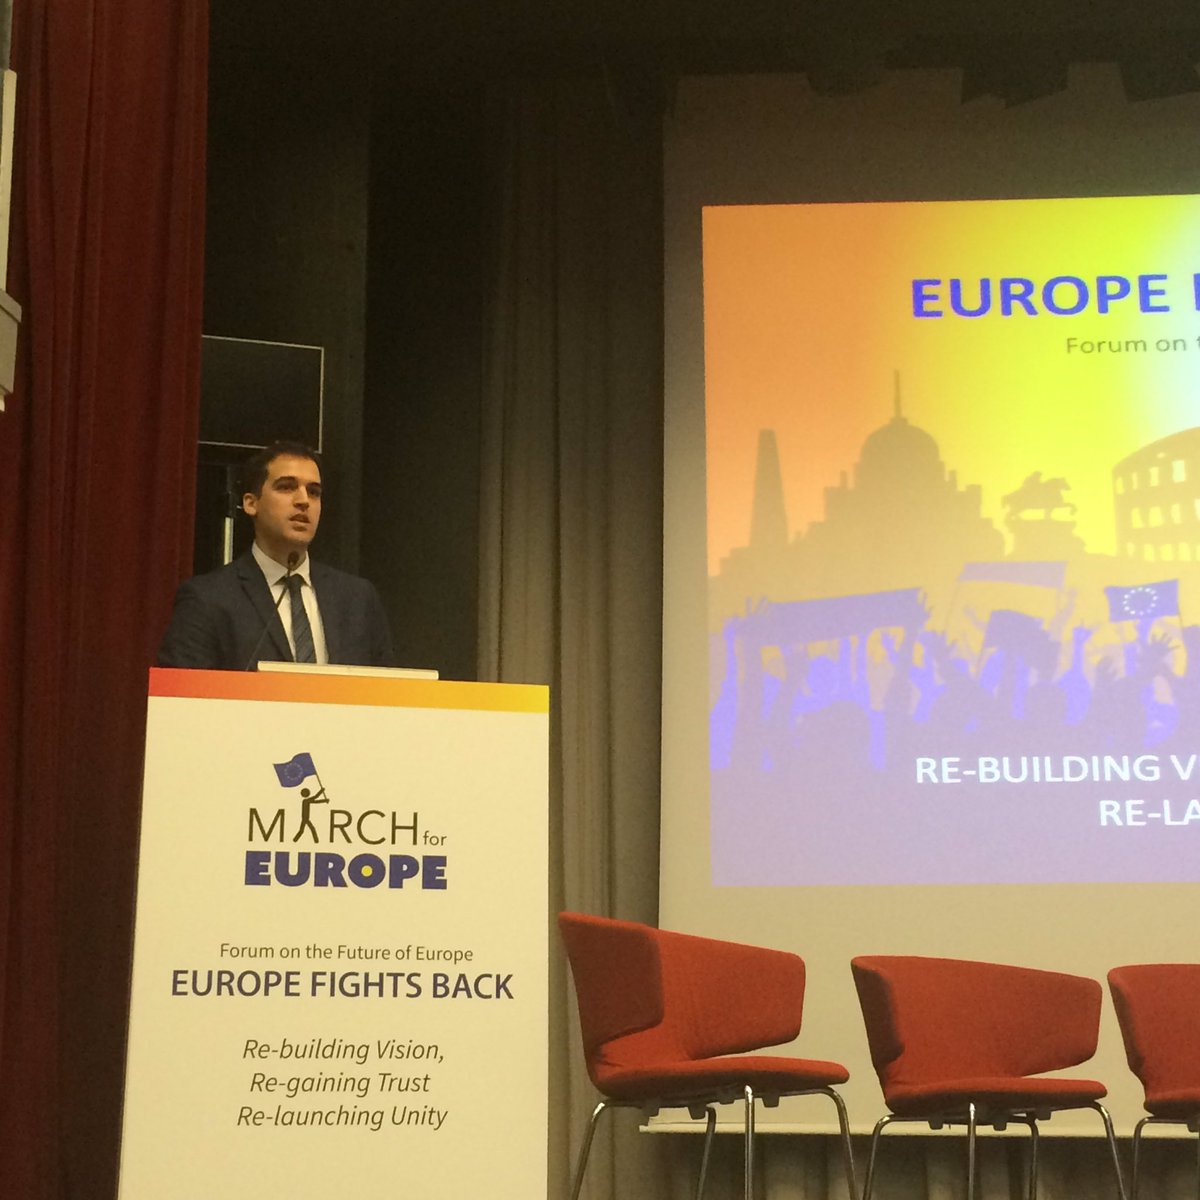 EUROPE
Forum on
RE-BUILDING
RE-LA
MARCH for
EUROPE
Forum on the Future of Europe
EUROPE FIGHTS BACK
Re-building Vision,
Re-gaining Trust
Re-launching Unity